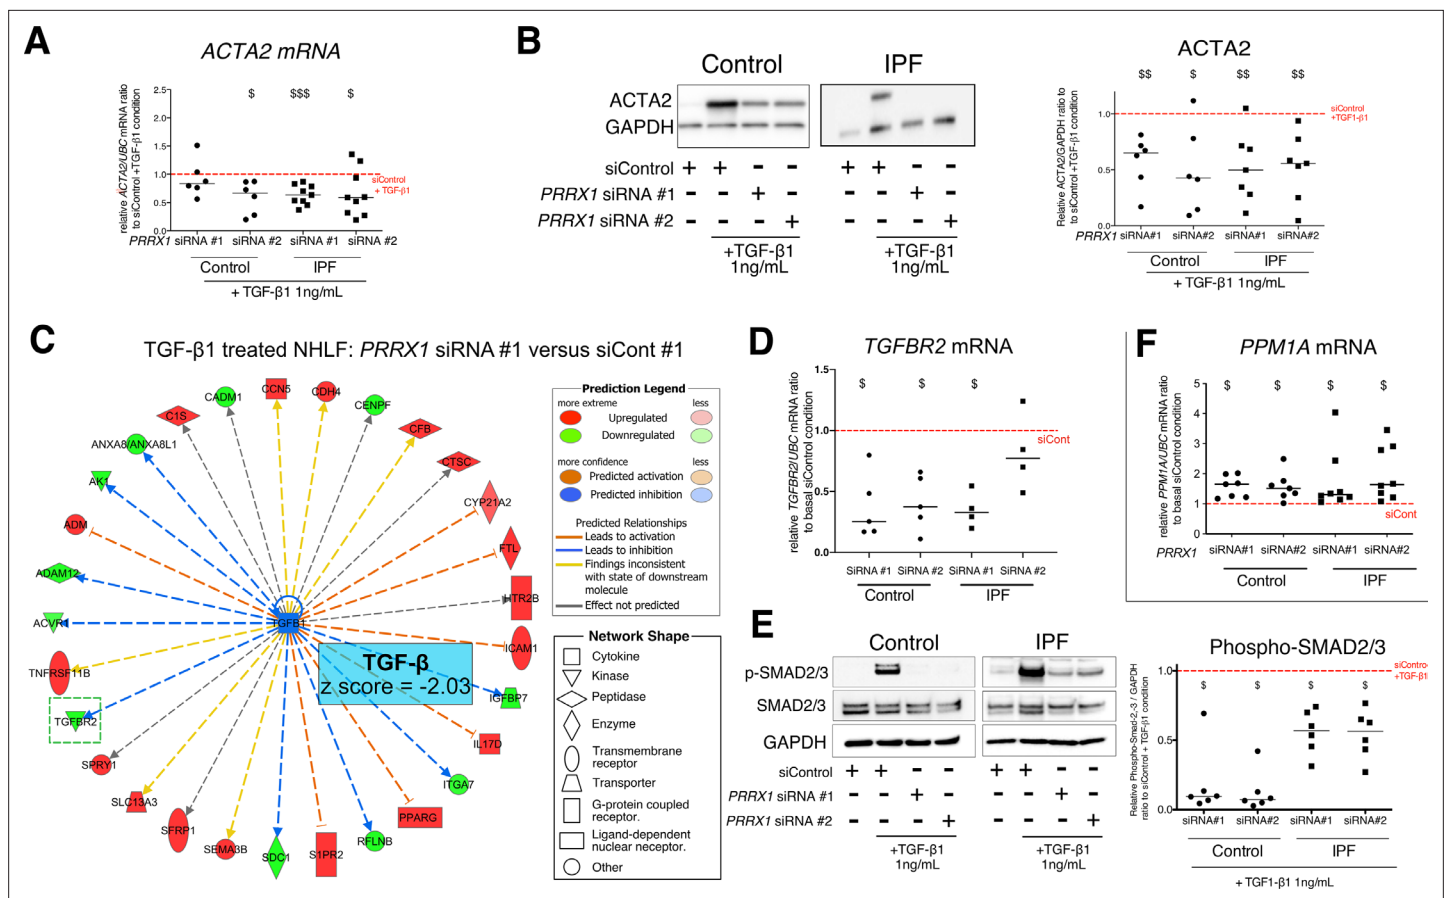 A
ACTA2 mRNA
relative ACTA2/UBC mRNA ratio
to siControl +TGF-β1 condition
2.5
2.0
1.5
1.0
0.5
0.0
$ $$$ $
siControl
+ TGF-β1
PRRX1 siRNA #1 siRNA #2 siRNA #1 siRNA #2
Control IPF
+ TGF-β1 1ng/mL
B
Control IPF
ACTA2
GAPDH
siControl + + - - + + - -
PRRX1 siRNA #1 - - + - - - + -
PRRX1 siRNA #2 - - - + - - - +
+TGF-β1
1ng/mL
+TGF-β1
1ng/mL
ACTA2
$$ $ $$ $$
Relative ACTA2/GAPDH ratio to
siControl +TGF-β1 condition
1.0
0.5
0.0
siControl
+TGF1-β1
PRRX1 siRNA#1 siRNA#2 siRNA#1 siRNA#2
Control IPF
+ TGF-β1 1ng/mL
C
TGF-β1 treated NHLF: PRRX1 siRNA #1 versus siCont #1
CCN5
CDH4
CENPF
CFB
CTSC
CYP21A2
FTL
HTR2B
ICAM1
IGFBP7
IL17D
ITGA7
PPARG
RFLNB
S1PR2
SDC1
SEMA3B
SFRP1
SLC13A3
SPRY1
TGFBR2
TNFRSF11B
ACVR1
ADAM12
ADM
AK1
ANXA8/ANXA8L1
C1S
CADM1
TGFB1
TGF-β
z score = -2.03
Prediction Legend
more extreme less
Upregulated
Downregulated
more confidence less
Predicted activation
Predicted inhibition
Predicted Relationships
Leads to activation
Leads to inhibition
Findings inconsistent
with state of downstream
molecule
Effect not predicted
Network Shape
Cytokine
Kinase
Peptidase
Enzyme
Transmembrane
receptor
Transporter
G-protein coupled
receptor.
Ligand-dependent
nuclear receptor.
Other
D
TGFBR2 mRNA
relative TGFBR2/UBC mRNA ratio
to basal siControl condition
1.5
1.0
0.5
0.0
$ $ $
siCont
SiRNA #1 SiRNA #2 SiRNA #1 SiRNA #2
Control IPF
F
PPM1A mRNA
relative PPM1A/UBC mRNA ratio
to basal siControl condition
5
4
3
2
1
0
$ $ $ $
siCont
PRRX1 siRNA#1 siRNA#2 siRNA#1 siRNA#2
Control IPF
E
Control IPF
p-SMAD2/3
SMAD2/3
GAPDH
siControl + + - - + + - -
PRRX1 siRNA #1 - - + - - - + -
PRRX1 siRNA #2 - - - + - - - +
+TGF-β1
1ng/mL
+TGF-β1
1ng/mL
Phospho-SMAD2/3
Relative Phospho-Smad-2,-3 / GAPDH
ratio to siControl + TGF-β1 condition
1.0
0.5
0.0
$ $ $ $
siControl
+TGF-β1
siRNA#1 siRNA#2 siRNA#1 siRNA#2
Control IPF
+ TGF1-β1 1ng/mL